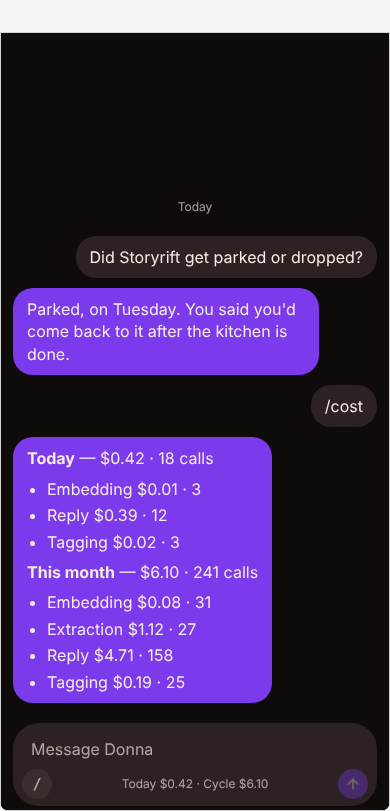 Today
Did Storyrift get parked or dropped?
Parked, on Tuesday. You said you'd
come back to it after the kitchen is
done.
/cost
Today — $0.42 · 18 calls
• Embedding $0.01 · 3
• Reply $0.39 · 12
• Tagging $0.02 · 3
This month — $6.10 · 241 calls
• Embedding $0.08 · 31
• Extraction $1.12 · 27
• Reply $4.71 · 158
• Tagging $0.19 · 25
Message Donna
/
Today $0.42 · Cycle $6.10